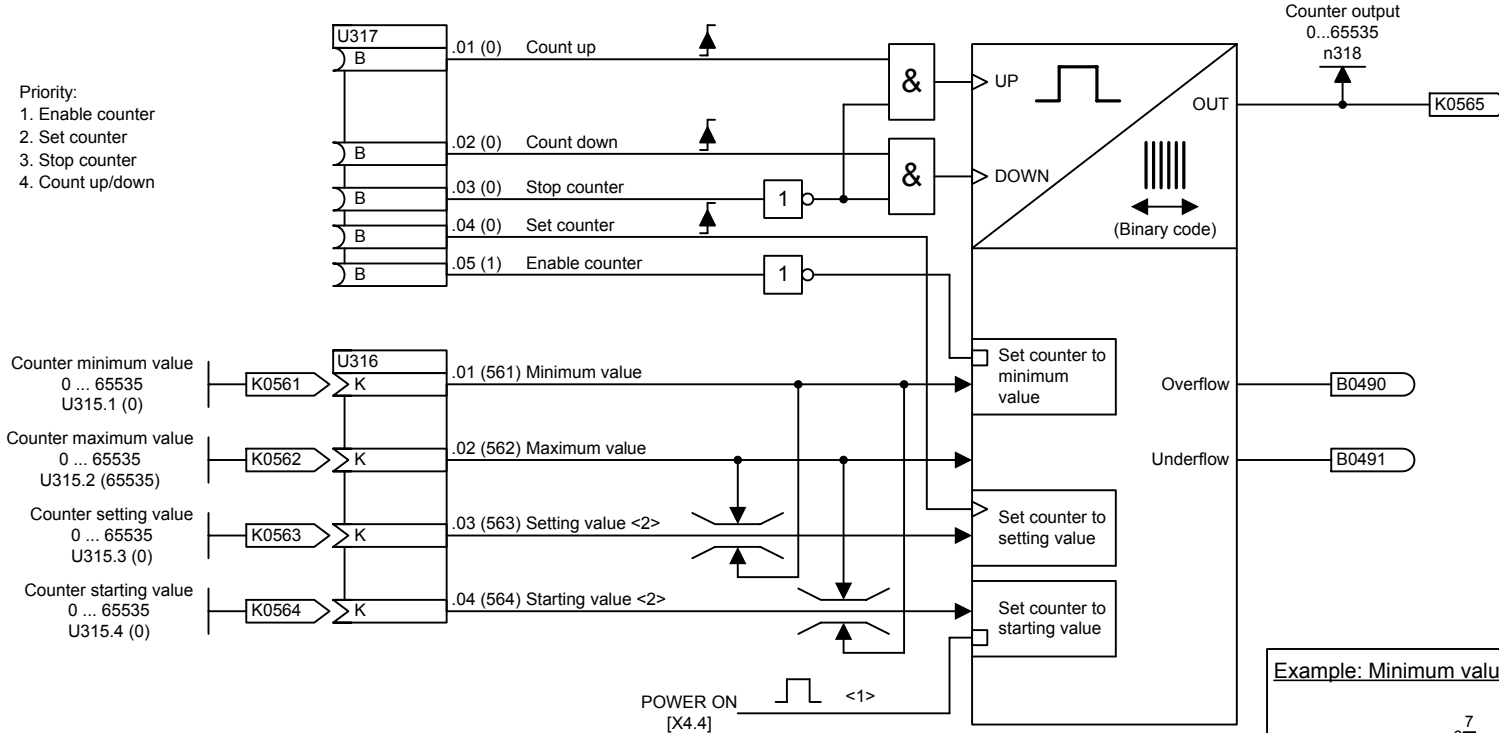 Priority:
1. Enable counter
2. Set counter
3. Stop counter
4. Count up/down
U317
B
.01 (0) Count up
B
.02 (0) Count down
B
.03 (0) Stop counter
B
.04 (0) Set counter
B
.05 (1) Enable counter
1
1
&
&
UP
DOWN
OUT
(Binary code)
Counter output
0...65535
n318
K0565
Counter minimum value
0 ... 65535
U315.1 (0)
K0561
U316
K
.01 (561) Minimum value
Set counter to
minimum
value
Overflow
B0490
Counter maximum value
0 ... 65535
U315.2 (65535)
K0562
K
.02 (562) Maximum value
Underflow
B0491
Counter setting value
0 ... 65535
U315.3 (0)
K0563
K
.03 (563) Setting value <2>
Set counter to
setting value
Counter starting value
0 ... 65535
U315.4 (0)
K0564
K
.04 (564) Starting value <2>
Set counter to
starting value
POWER ON
[X4.4]
<1>
Example: Minimum valu
7